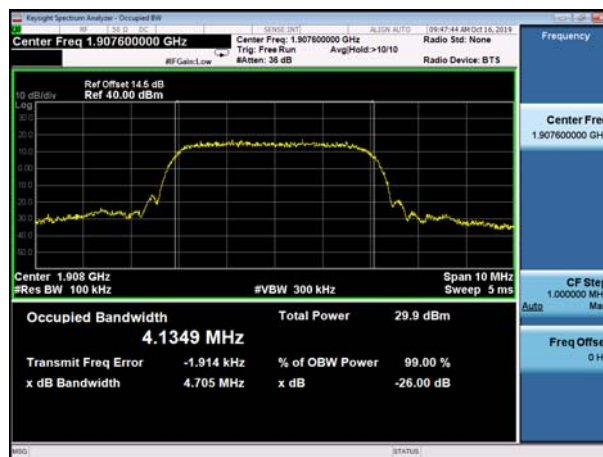 Keysight Spectrum Analyzer - Occupied BW
RF 50 Ω DC SENSE:INT ALIGN AUTO 09:47:44 AM Oct 16, 2019
Center Freq 1.907600000 GHz
Center Freq: 1.907600000 GHz
Radio Std: None
Trig: Free Run Avg|Hold:>10/10
#IFGain:Low #Atten: 36 dB Radio Device: BTS
Frequency
Ref Offset 14.5 dB
10 dB/div Ref 40.00 dBm
Log
30.0
20.0
10.0
0.00
-10.0
-20.0
-30.0
-40.0
-50.0
Center Fre
1.907600000 GH
Center 1.908 GHz Span 10 MHz
#Res BW 100 kHz #VBW 300 kHz Sweep 5 ms
CF Step
1.000000 MH
Auto Ma
Occupied Bandwidth Total Power 29.9 dBm
4.1349 MHz
Transmit Freq Error -1.914 kHz % of OBW Power 99.00 %
x dB Bandwidth 4.705 MHz x dB -26.00 dB
Freq Offse
0 H
MSG STATUS